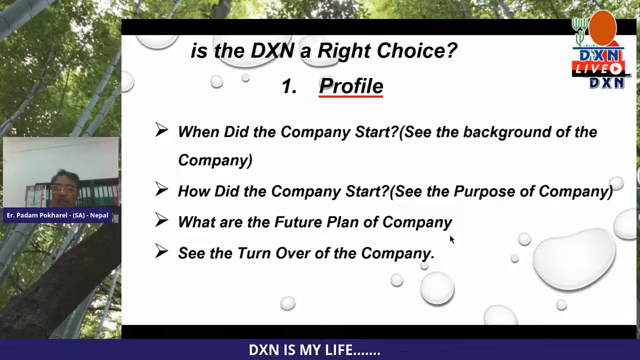 is the DXN a Right Choice?
1. Profile
When Did the Company Start?(See the background of the
Company)
How Did the Company Start?(See the Purpose of Company)
What are the Future Plan of Company
See the Turn Over of the Company.
DXN
LIVE
DXN
Er. Padam Pokharel - (SA) - Nepal
DXN IS MY LIFE.......